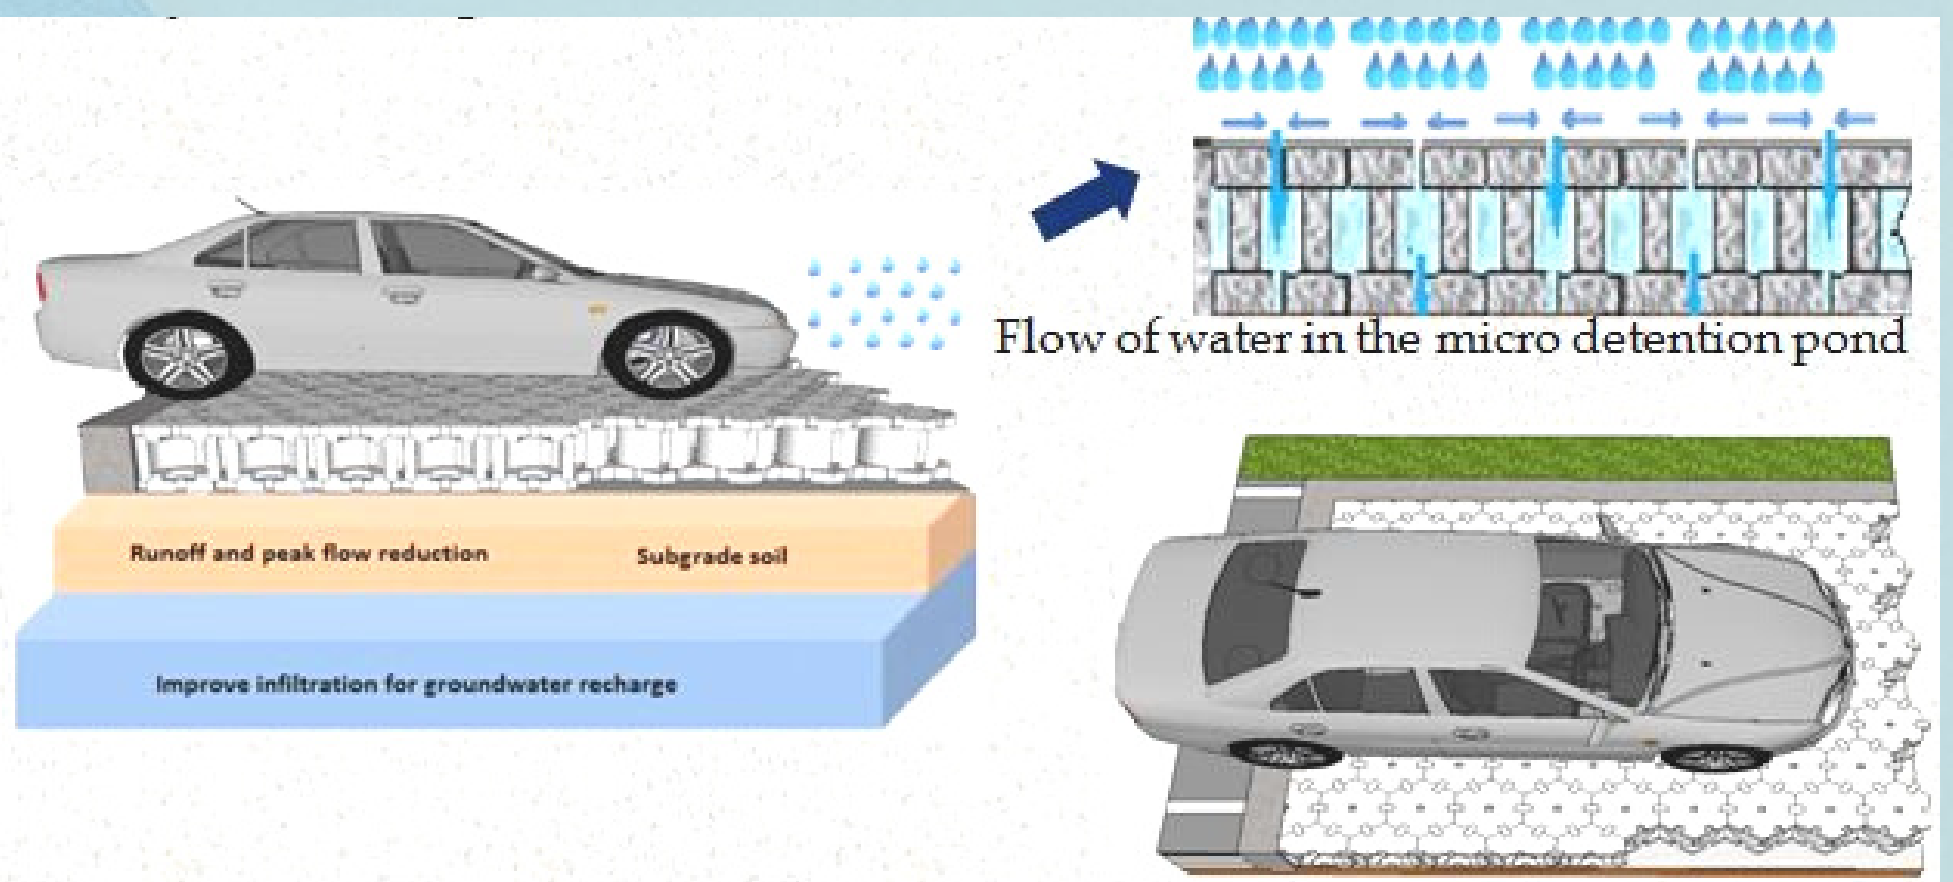 Flow of water in the micro detention pond
Runoff and peak flow reduction
Subgrade soil
Improve infiltration for groundwater recharge